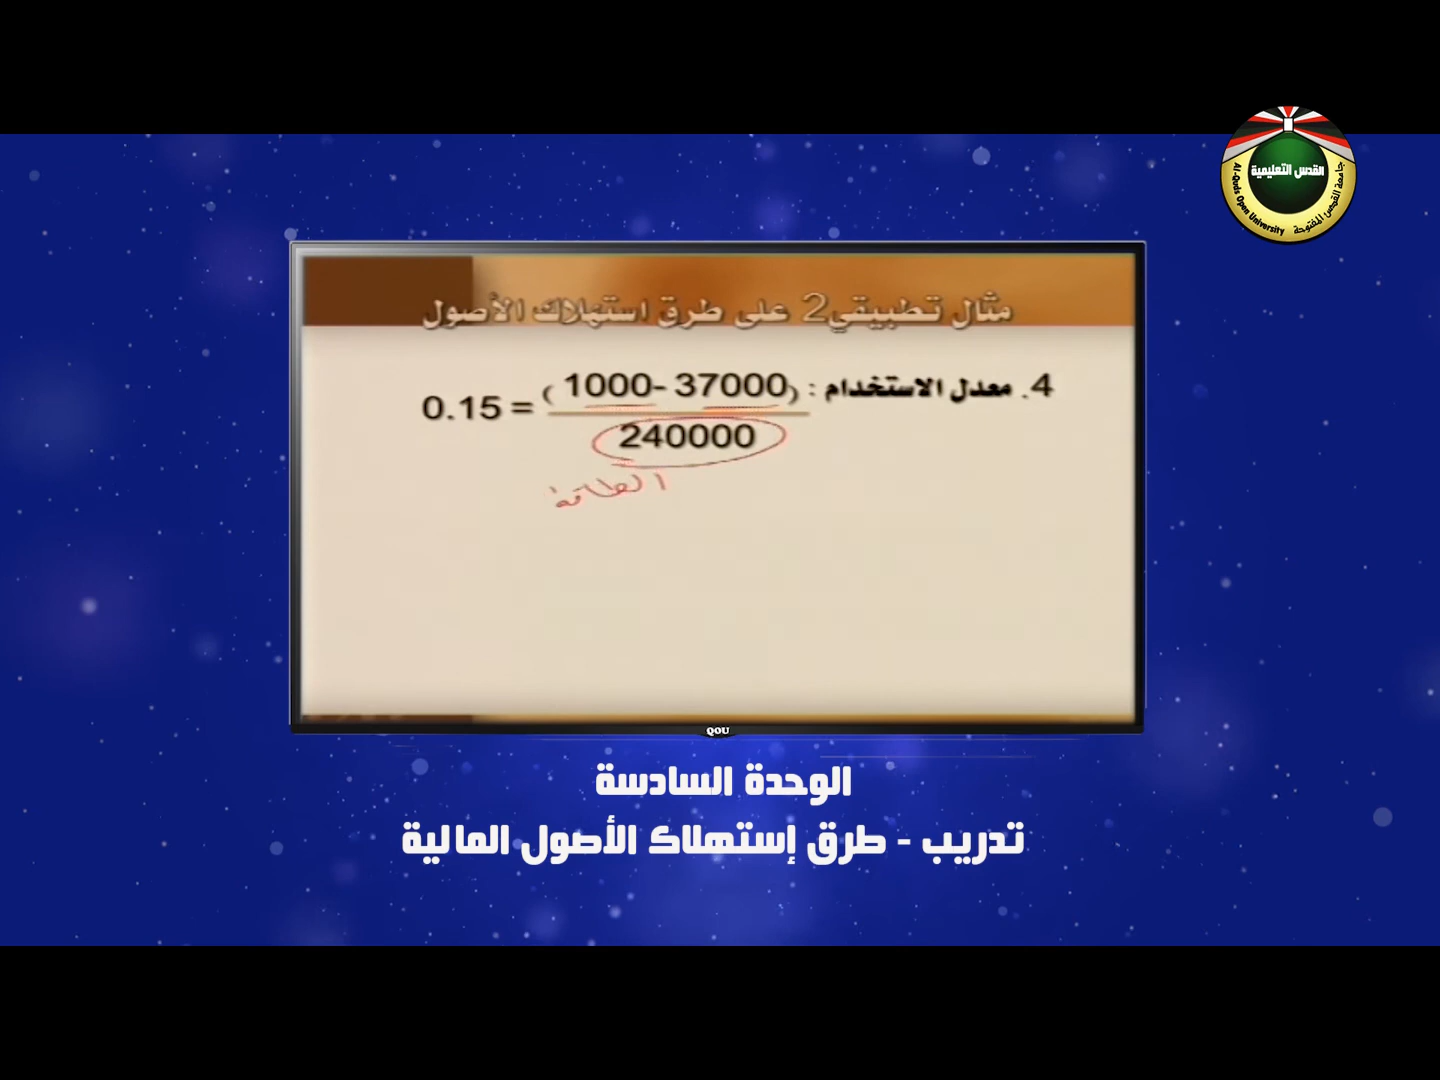 القدس التعليمية
جامعة القدس المفتوحة
Al-Quds Open University
مثال تطبيقي2 على طرق استهلاك الأصول
4. معدل الاستخدام : (37000 -1000) = 0.15
240000
الطاقة
QOU
الوحدة السادسة
تدريب - طرق إستهلاك الأصول المالية